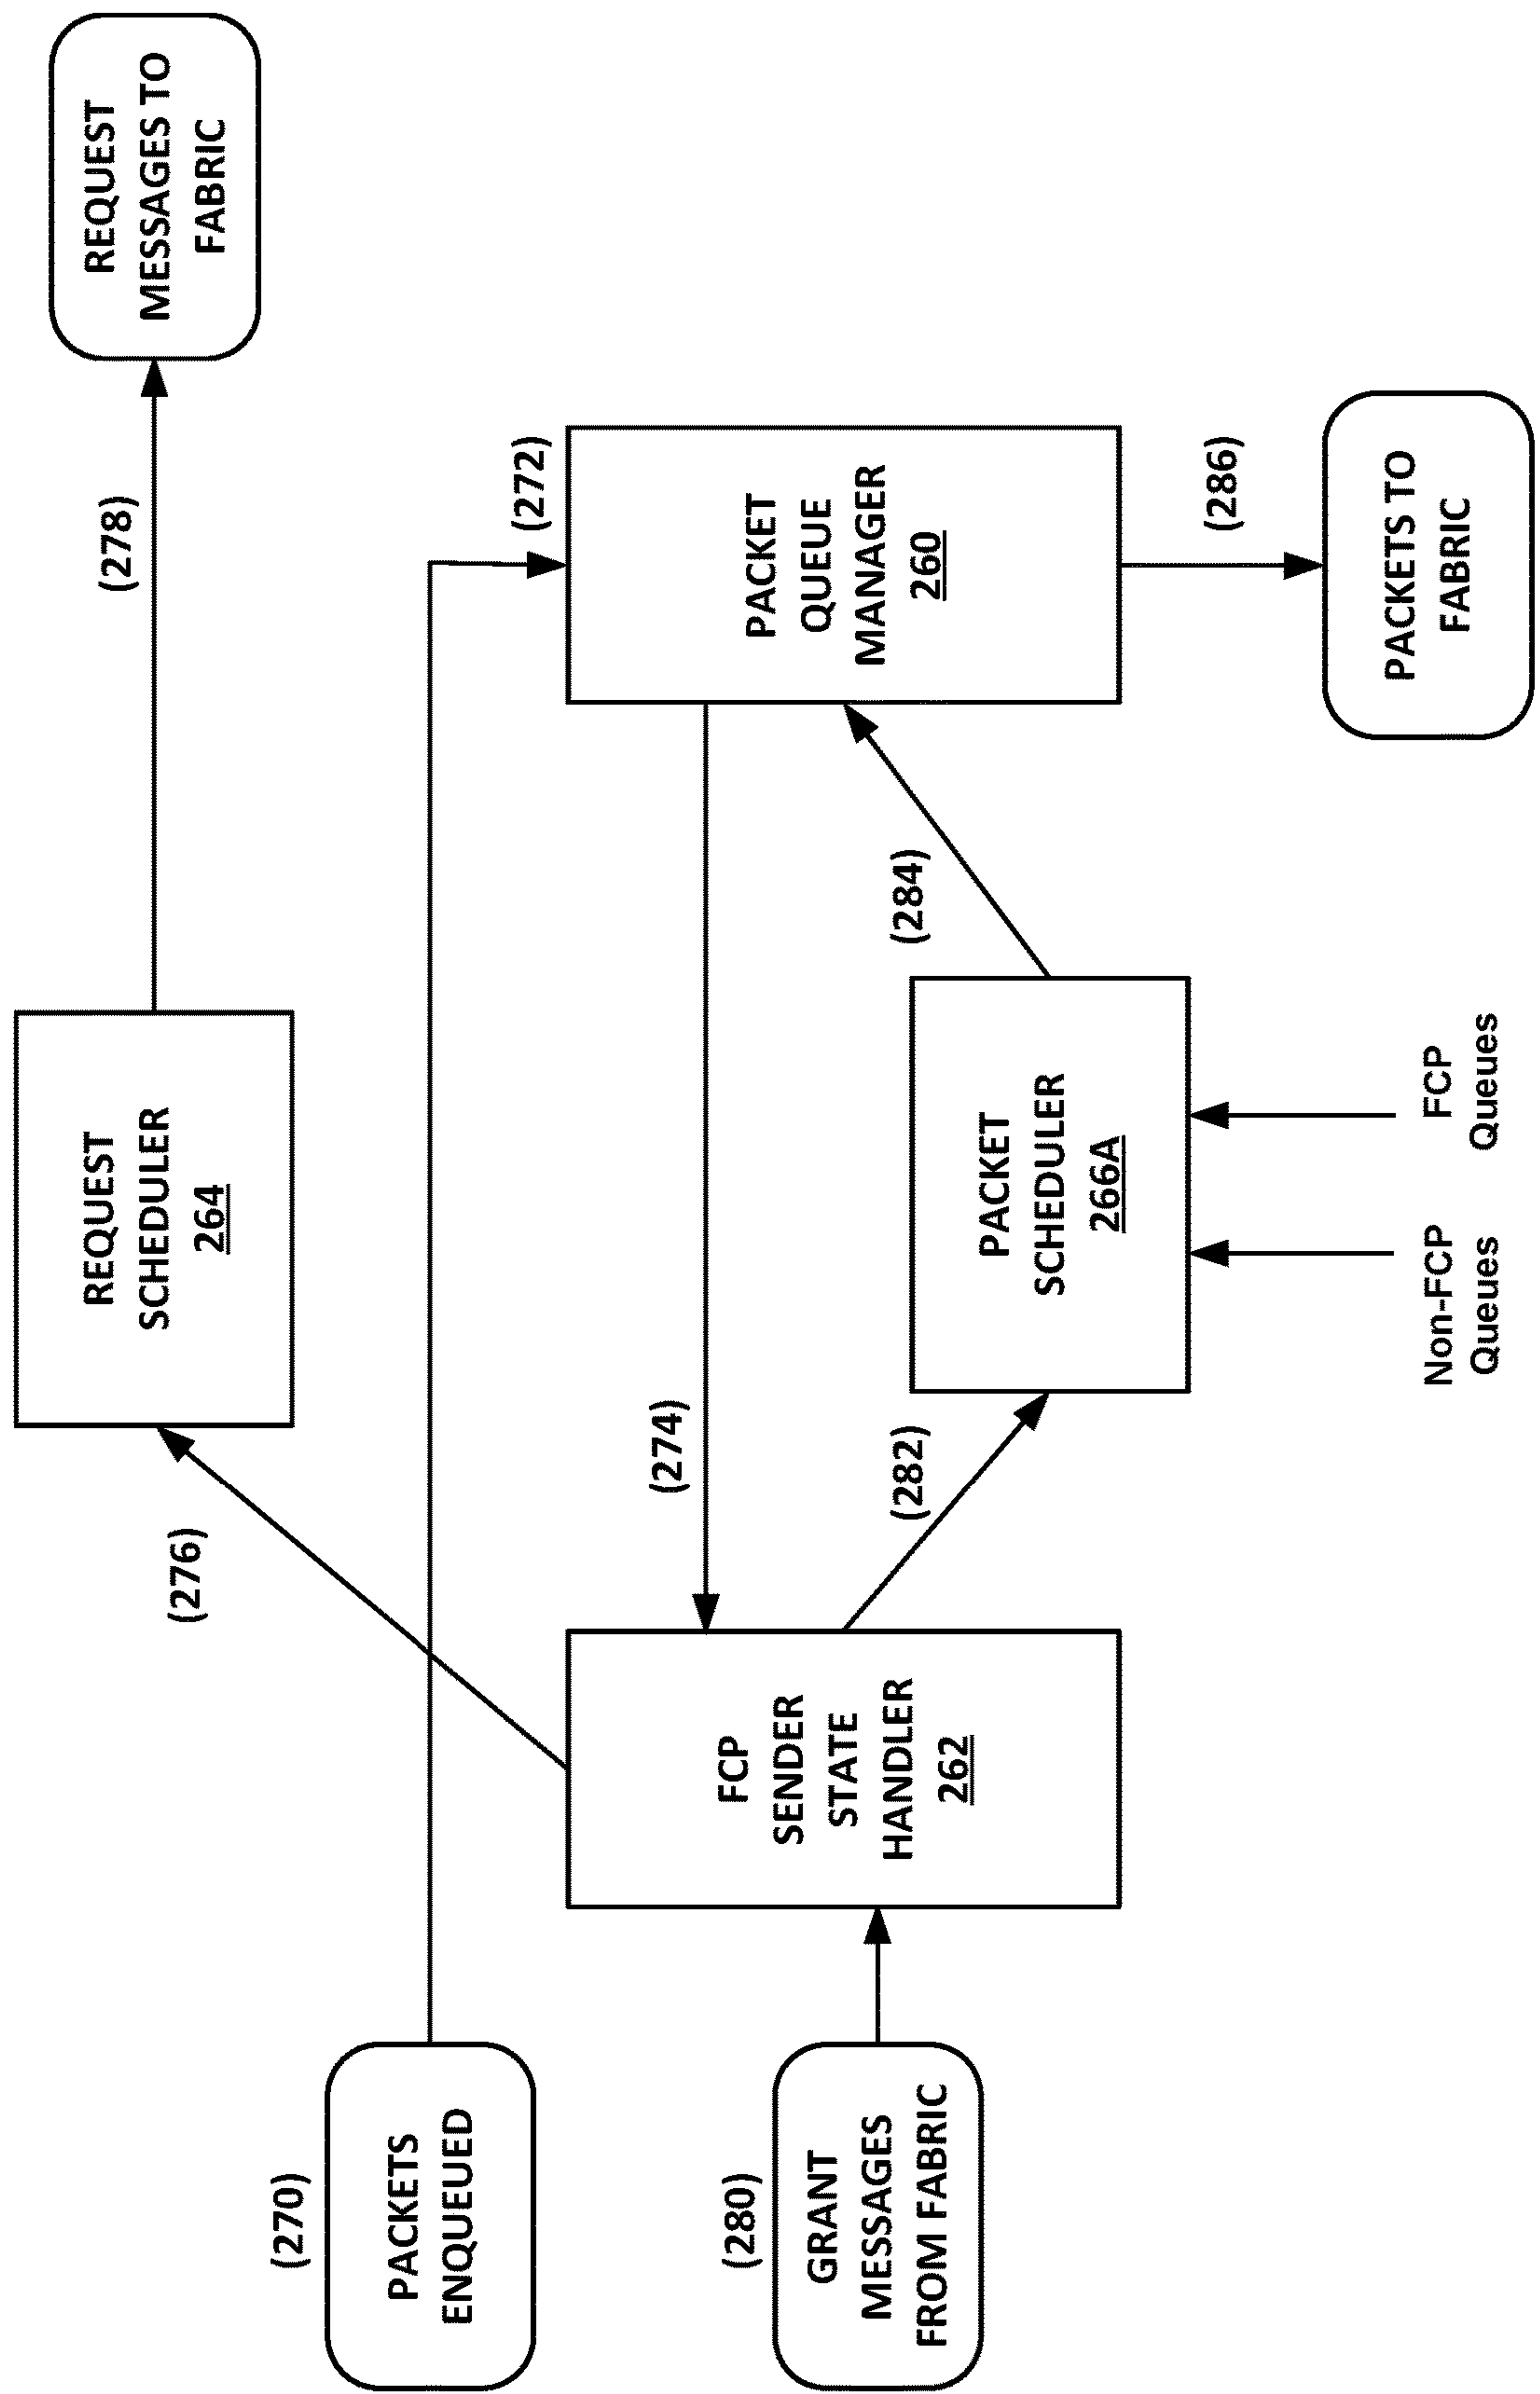 REQUEST
SCHEDULER
264
(278)
REQUEST
MESSAGES TO
FABRIC
(276)
(270)
PACKETS
ENQUEUED
(272)
(274)
(280)
GRANT
MESSAGES
FROM FABRIC
FCP
SENDER
STATE
HANDLER
262
PACKET
QUEUE
MANAGER
260
(282)
(284)
PACKET
SCHEDULER
266A
(286)
PACKETS TO
FABRIC
Non-FCP
Queues
FCP
Queues